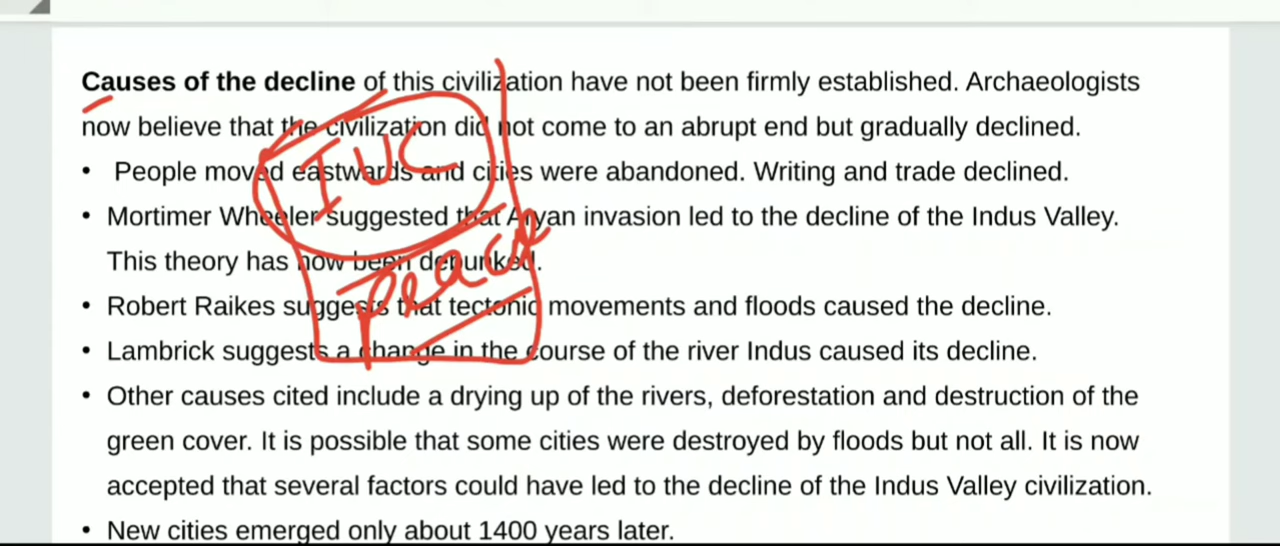 Causes of the decline of this civilization have not been firmly established. Archaeologists
now believe that the civilization did not come to an abrupt end but gradually declined.
• People moved eastwards and cities were abandoned. Writing and trade declined.
• Mortimer Wheeler suggested that Aryan invasion led to the decline of the Indus Valley.
This theory has now been debunked.
• Robert Raikes suggests that tectonic movements and floods caused the decline.
• Lambrick suggests a change in the course of the river Indus caused its decline.
• Other causes cited include a drying up of the rivers, deforestation and destruction of the
green cover. It is possible that some cities were destroyed by floods but not all. It is now
accepted that several factors could have led to the decline of the Indus Valley civilization.
• New cities emerged only about 1400 years later.
IVC
Peace